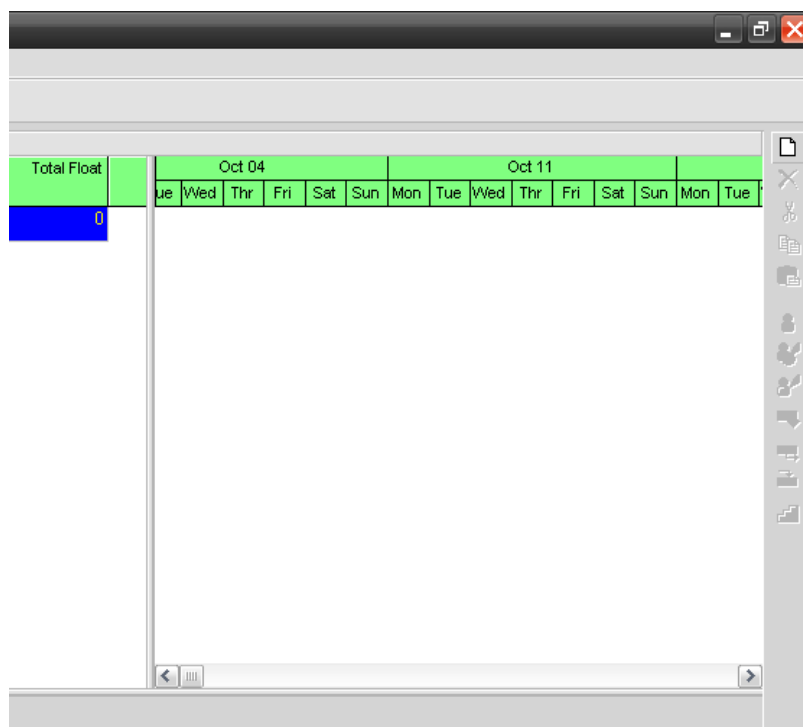 Total Float Oct 04 Oct 11
ue Wed Thr Fri Sat Sun Mon Tue Wed Thr Fri Sat Sun Mon Tue
0